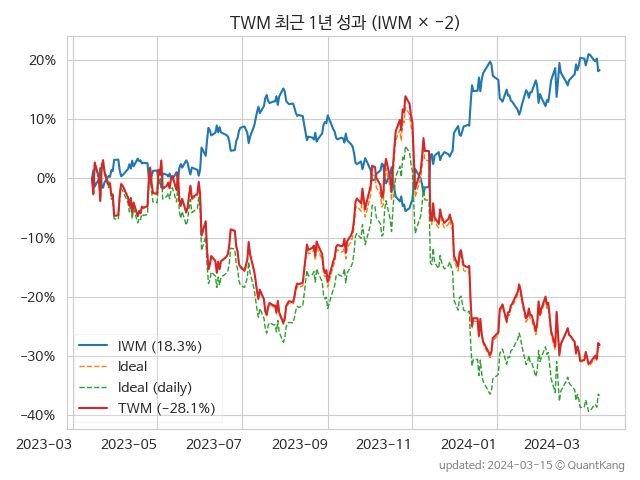 TWM 최근 1년 성과 (IWM × −2)
20%
10%
0%
−10%
−20%
−30%
−40%
IWM (18.3%)
Ideal
Ideal (daily)
TWM (−28.1%)
2023−03
2023−05
2023−07
2023−09
2023−11
2024−01
2024−03
updated: 2024-03-15 ⓒ QuantKang